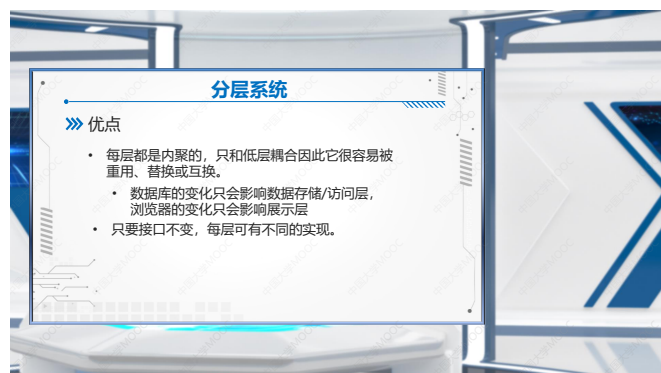 分层系统
优点
• 每层都是内聚的，只和低层耦合因此它很容易被
重用、替换或互换。
• 数据库的变化只会影响数据存储/访问层，
浏览器的变化只会影响展示层
• 只要接口不变，每层可有不同的实现。